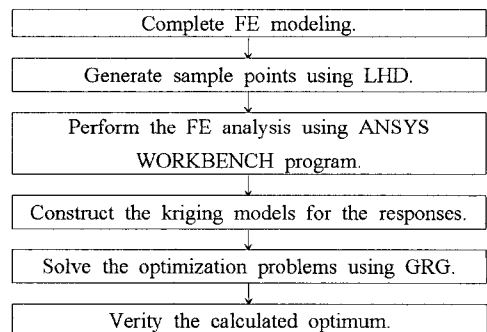 Complete FE modeling.
Generate sample points using LHD.
Perform the FE analysis using ANSYS
WORKBENCH program.
Construct the kriging models for the responses.
Solve the optimization problems using GRG.
Verity the calculated optimum.